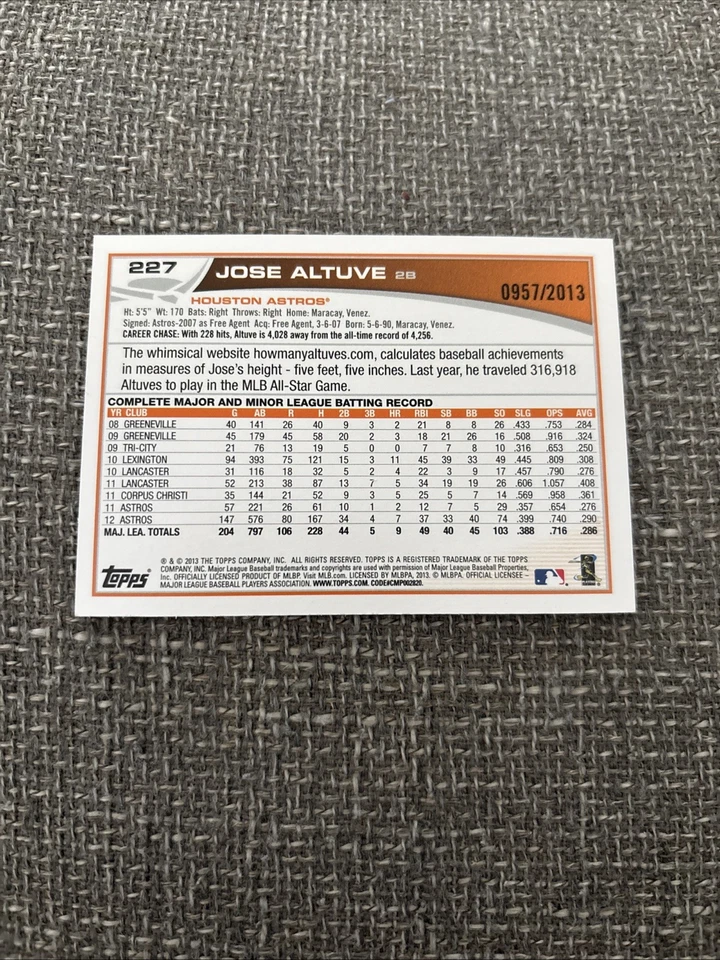 227 JOSE ALTUVE 2B
0957/2013
HOUSTON ASTROS®
Ht: 5'5" Wt: 170 Bats: Right Throws: Right Home: Maracay, Venez.
Signed: Astros-2007 as Free Agent Acq: Free Agent, 3-6-07 Born: 5-6-90, Maracay, Venez.
CAREER CHASE: With 228 hits, Altuve is 4,028 away from the all-time record of 4,256.
The whimsical website howmanyaltuves.com, calculates baseball achievements
in measures of Jose's height - five feet, five inches. Last year, he traveled 316,918
Altuves to play in the MLB All-Star Game.
COMPLETE MAJOR AND MINOR LEAGUE BATTING RECORD
YR CLUB G AB R H 2B 3B HR RBI SB BB SO SLG OPS AVG
08 GREENEVILLE 40 141 26 40 9 3 2 21 8 8 26 .433 .753 .284
09 GREENEVILLE 45 179 45 58 20 2 3 18 21 26 16 .508 .916 .324
09 TRI-CITY 21 76 13 19 5 0 0 7 7 8 10 .316 .653 .250
10 LEXINGTON 94 393 75 121 15 3 11 45 39 33 49 .445 .809 .308
10 LANCASTER 31 116 18 32 5 2 4 22 3 9 17 .457 .790 .276
11 LANCASTER 52 213 38 87 13 7 5 34 19 19 26 .606 1.057 .408
11 CORPUS CHRISTI 35 144 21 52 9 3 5 25 5 7 14 .569 .958 .361
11 ASTROS 57 221 26 61 10 1 2 12 7 5 29 .357 .654 .276
12 ASTROS 147 576 80 167 34 4 7 37 33 40 74 .399 .740 .290
MAJ. LEA. TOTALS 204 797 106 228 44 5 9 49 40 45 103 .388 .716 .286
Topps®
® & © 2013 THE TOPPS COMPANY, INC. ALL RIGHTS RESERVED. TOPPS IS A REGISTERED TRADEMARK OF THE TOPPS
COMPANY, INC. Major League Baseball trademarks and copyrights are used with permission of Major League Baseball Properties,
Inc. OFFICIALLY LICENSED PRODUCT OF MLBP. Visit MLB.com. LICENSED BY MLBPA, 2013. © MLBPA. OFFICIAL LICENSEE –
MAJOR LEAGUE BASEBALL PLAYERS ASSOCIATION. WWW.TOPPS.COM. CODE#CMP002820.